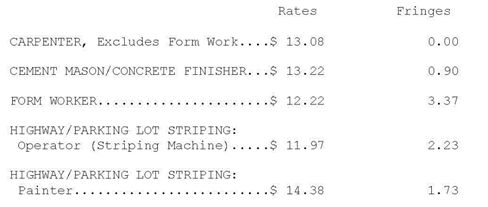 Rates Fringes
CARPENTER, Excludes Form Work....$ 13.08 0.00
CEMENT MASON/CONCRETE FINISHER...$ 13.22 0.90
FORM WORKER......................$ 12.22 3.37
HIGHWAY/PARKING LOT STRIPING:
Operator (Striping Machine).....$ 11.97 2.23
HIGHWAY/PARKING LOT STRIPING:
Painter.........................$ 14.38 1.73